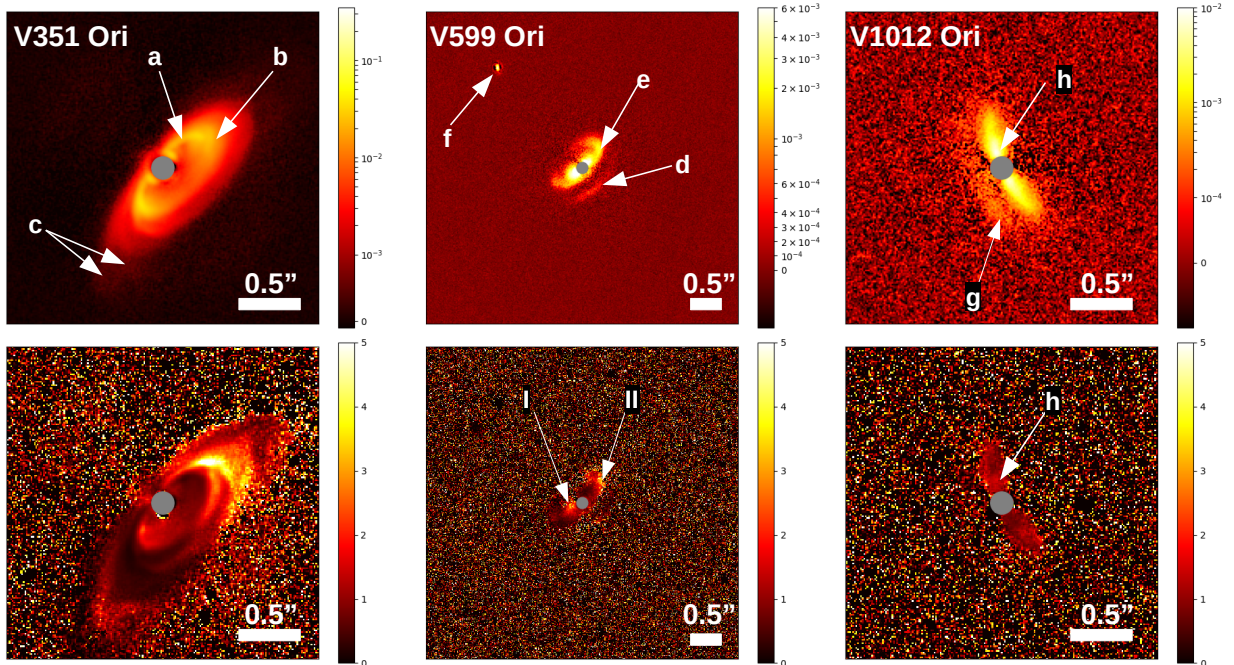 V351 Ori
a
b
c
0.5”
10⁻¹
10⁻²
10⁻³
0
V599 Ori
e
f
d
0.5”
6 × 10⁻³
4 × 10⁻³
3 × 10⁻³
2 × 10⁻³
10⁻³
6 × 10⁻⁴
4 × 10⁻⁴
3 × 10⁻⁴
2 × 10⁻⁴
10⁻⁴
0
V1012 Ori
h
g
0.5”
10⁻²
10⁻³
10⁻⁴
0
0.5”
5
4
3
2
1
0
I
II
0.5”
5
4
3
2
1
0
h
0.5”
5
4
3
2
1
0